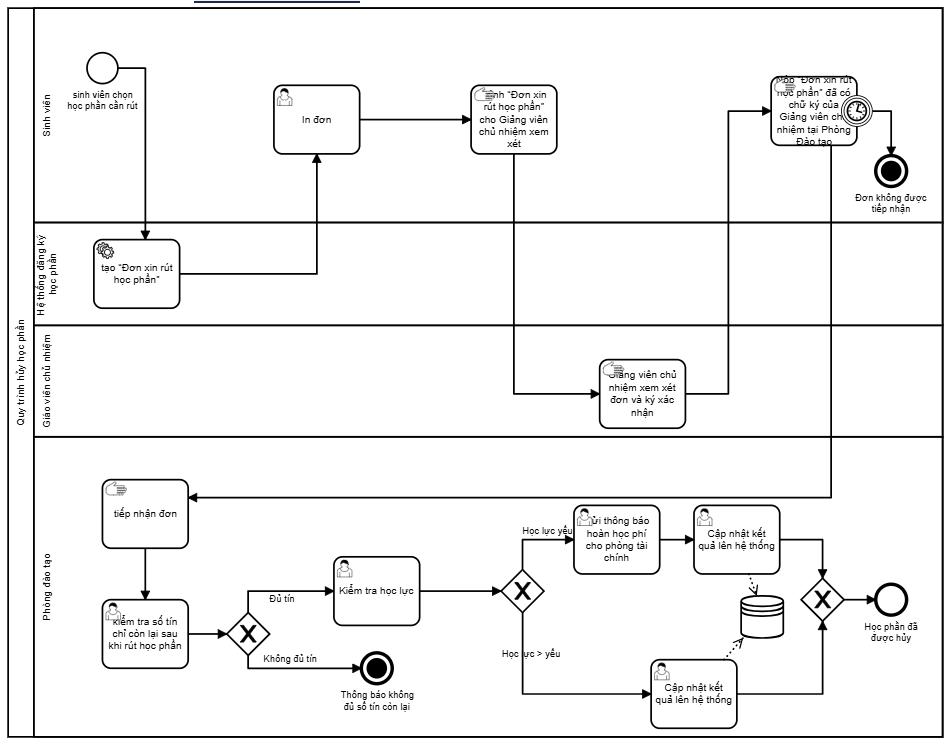 Quy trình hủy học phần
Sinh viên
sinh viên chọn
học phần cần rút
In đơn
“Đơn xin
rút học phần”
cho Giảng viên
chủ nhiệm xem
xét
“Đơn xin rút
học phần” đã có
chữ ký của
Giảng viên chủ
nhiệm tại Phòng
Đào tạo
Đơn không được
tiếp nhận
Hệ thống đăng ký
học phần
tạo “Đơn xin rút
học phần”
Giáo viên chủ nhiệm
Giảng viên chủ
nhiệm xem xét
đơn và ký xác
nhận
Phòng đảo tạo
tiếp nhận đơn
kiểm tra số tín
chỉ còn lại sau
khi rút học phần
Đủ tín
Không đủ tín
Thông báo không
đủ số tín còn lại
Kiểm tra học lực
Học lực yếu
Học lực > yếu
thông báo
hoàn học phí
cho phòng tài
chính
Cập nhật kết
quả lên hệ thống
Cập nhật kết
quả lên hệ thống
Học phần đã
được hủy